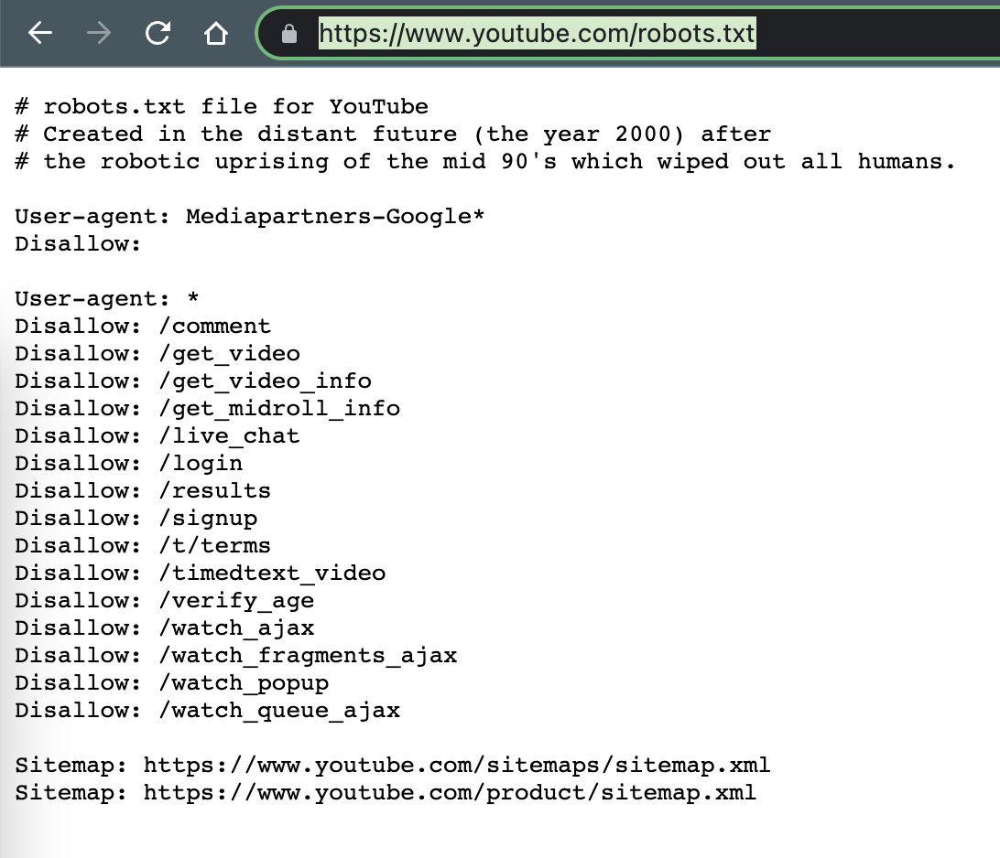 https://www.youtube.com/robots.txt
# robots.txt file for YouTube
# Created in the distant future (the year 2000) after
# the robotic uprising of the mid 90's which wiped out all humans.
User-agent: Mediapartners-Google*
Disallow:
User-agent: *
Disallow: /comment
Disallow: /get_video
Disallow: /get_video_info
Disallow: /get_midroll_info
Disallow: /live_chat
Disallow: /login
Disallow: /results
Disallow: /signup
Disallow: /t/terms
Disallow: /timedtext_video
Disallow: /verify_age
Disallow: /watch_ajax
Disallow: /watch_fragments_ajax
Disallow: /watch_popup
Disallow: /watch_queue_ajax
Sitemap: https://www.youtube.com/sitemaps/sitemap.xml
Sitemap: https://www.youtube.com/product/sitemap.xml